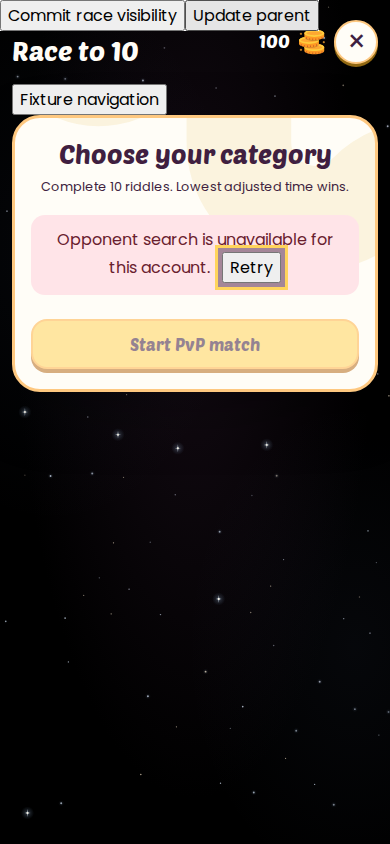 Commit race visibility Update parent
Race to 10 100 ×
Fixture navigation
Choose your category
Complete 10 riddles. Lowest adjusted time wins.
Opponent search is unavailable for
this account. Retry
Start PvP match